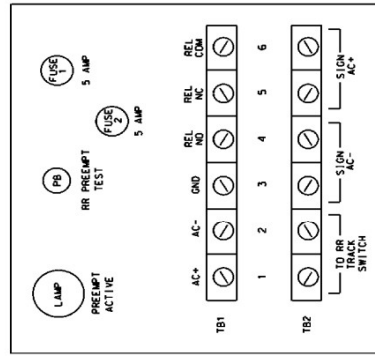 FUSE
1
5 AMP
FUSE
2
5 AMP
PB
RR PREEMPT
TEST
LAMP
PREEMPT
ACTIVE
REL
COM
REL
NC
REL
NO
GND
AC-
AC+
TB1
6
5
4
3
2
1
TB2
SIGN
AC+
SIGN
AC-
TO RR
TRACK
SWITCH